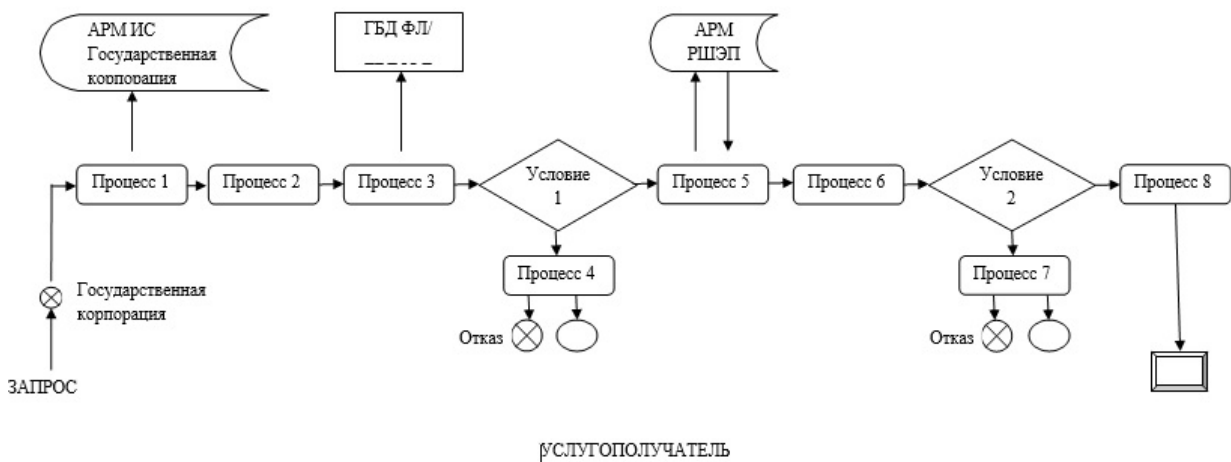 АРМ ИС
Государственная
корпорация
ГБД ФЛ/
АРМ
РШЭП
Процесс 1
Процесс 2
Процесс 3
Условие
1
Процесс 5
Процесс 6
Условие
2
Процесс 8
Процесс 4
Процесс 7
Государственная
корпорация
Отказ
Отказ
ЗАПРОС
УСЛУГОПОЛУЧАТЕЛЬ